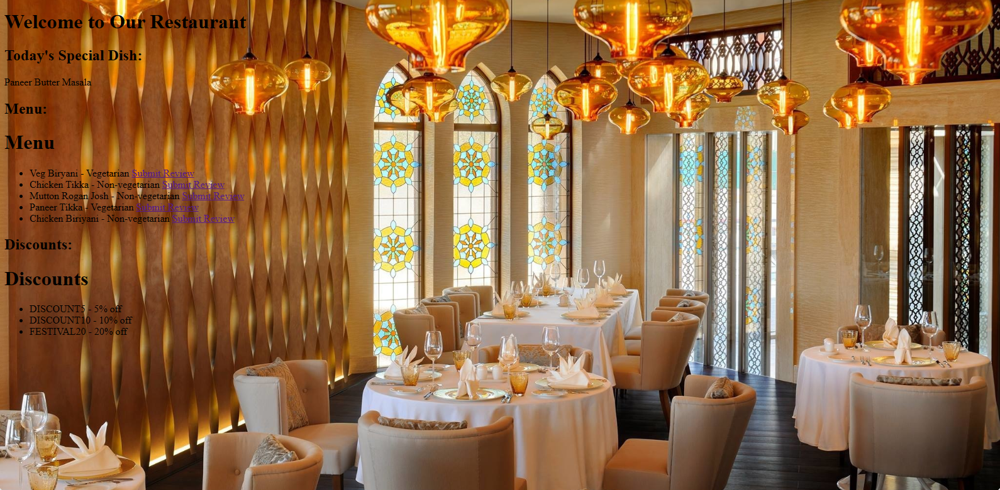 Welcome to Our Restaurant
Today's Special Dish:
Paneer Butter Masala
Menu:
Menu
Veg Biryani - Vegetarian Submit Review
Chicken Tikka - Non-vegetarian Submit Review
Mutton Rogan Josh - Non-vegetarian Submit Review
Paneer Tikka - Vegetarian Submit Review
Chicken Biriyani - Non-vegetarian Submit Review
Discounts:
Discounts
DISCOUNT5 - 5% off
DISCOUNT10 - 10% off
FESTIVAL20 - 20% off